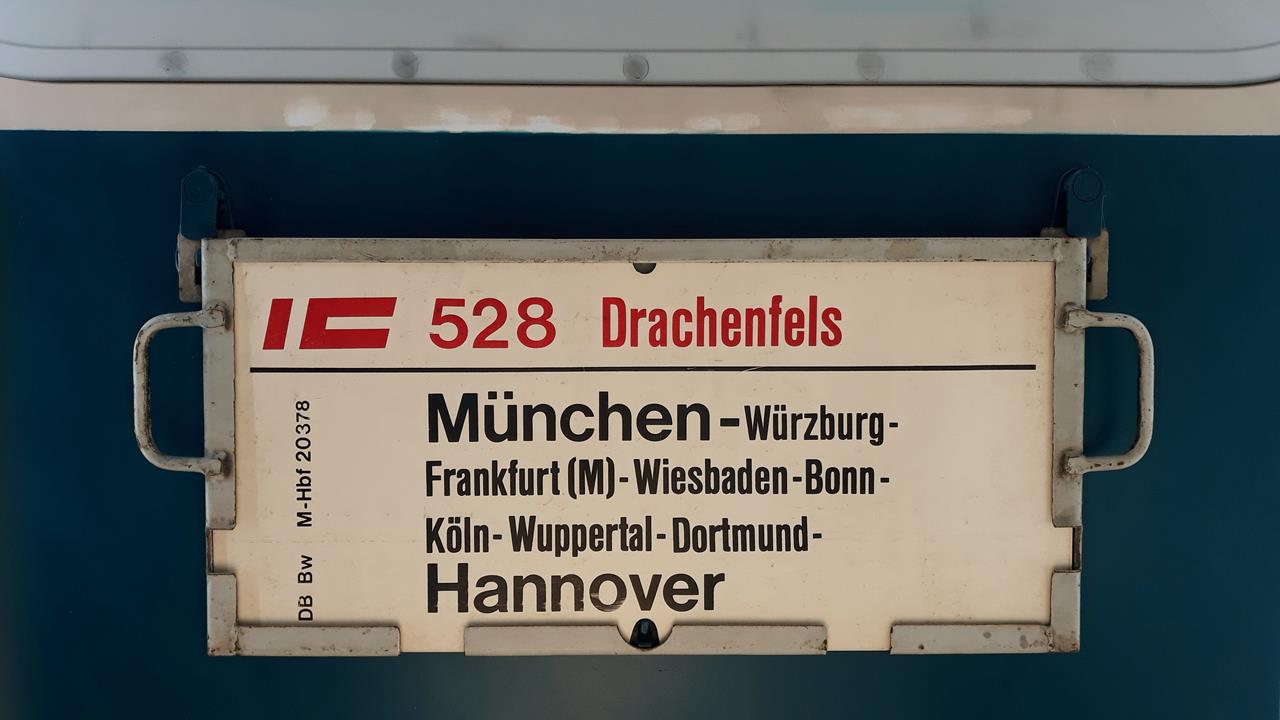 IC 528 Drachenfels
München-Würzburg-
Frankfurt (M)-Wiesbaden-Bonn-
Köln-Wuppertal-Dortmund-
Hannover
DB Bw M-Hbf 20378